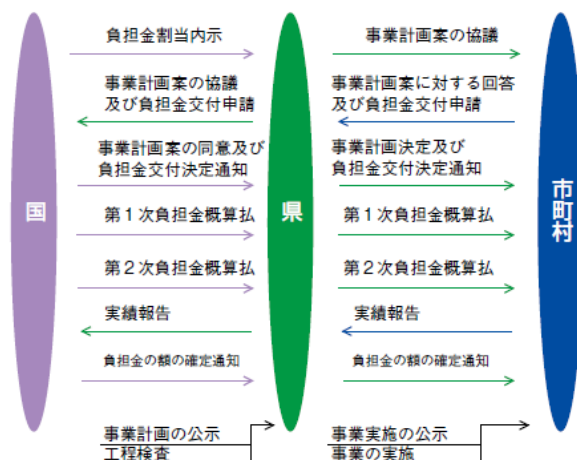 負担金割当内示
事業計画案の協議
事業計画案の協議
及び負担金交付申請
事業計画案に対する回答
及び負担金交付申請
事業計画案の同意及び
負担金交付決定通知
事業計画決定及び
負担金交付決定通知
国
県
市町村
第1次負担金概算払
第1次負担金概算払
第2次負担金概算払
第2次負担金概算払
実績報告
実績報告
負担金の額の確定通知
負担金の額の確定通知
事業計画の公示
工程検査
事業実施の公示
事業の実施